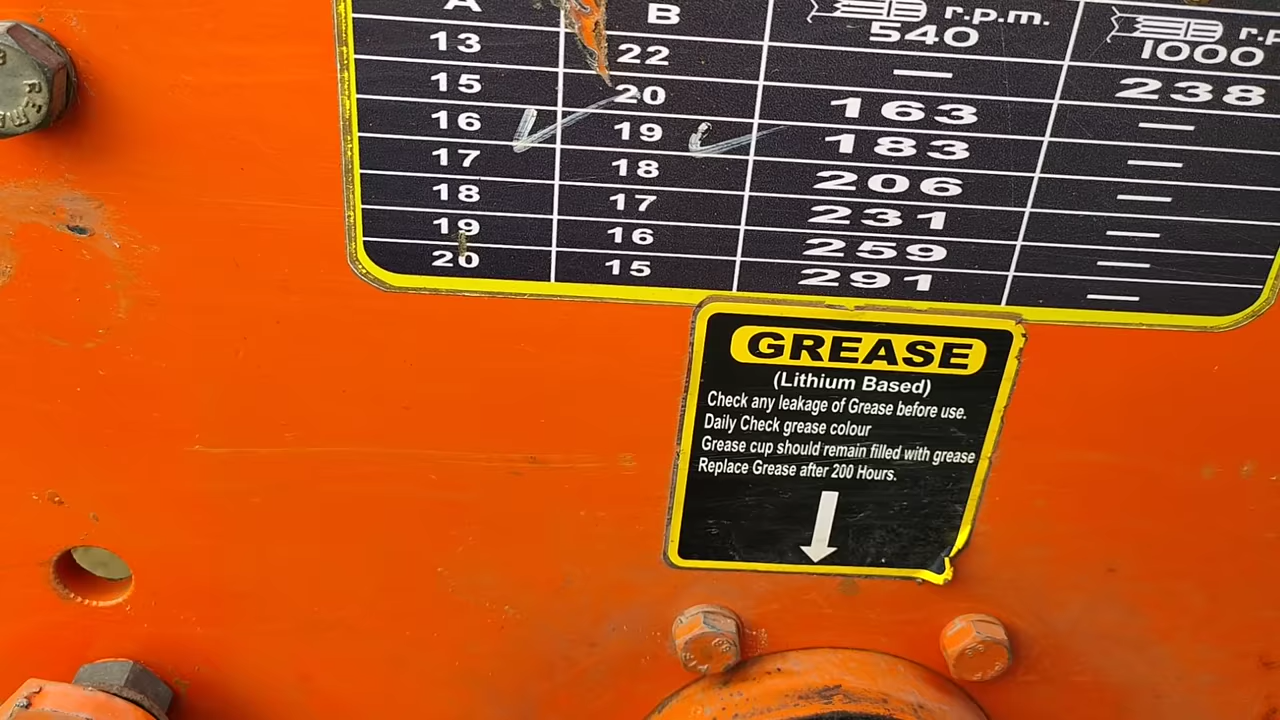 A B r.p.m. 540 1000
13 22 — 238
15 20 163 —
16 19 183 —
17 18 206 —
18 17 231 —
19 16 259 —
20 15 291 —
GREASE
(Lithium Based)
Check any leakage of Grease before use.
Daily Check grease colour
Grease cup should remain filled with grease
Replace Grease after 200 Hours.